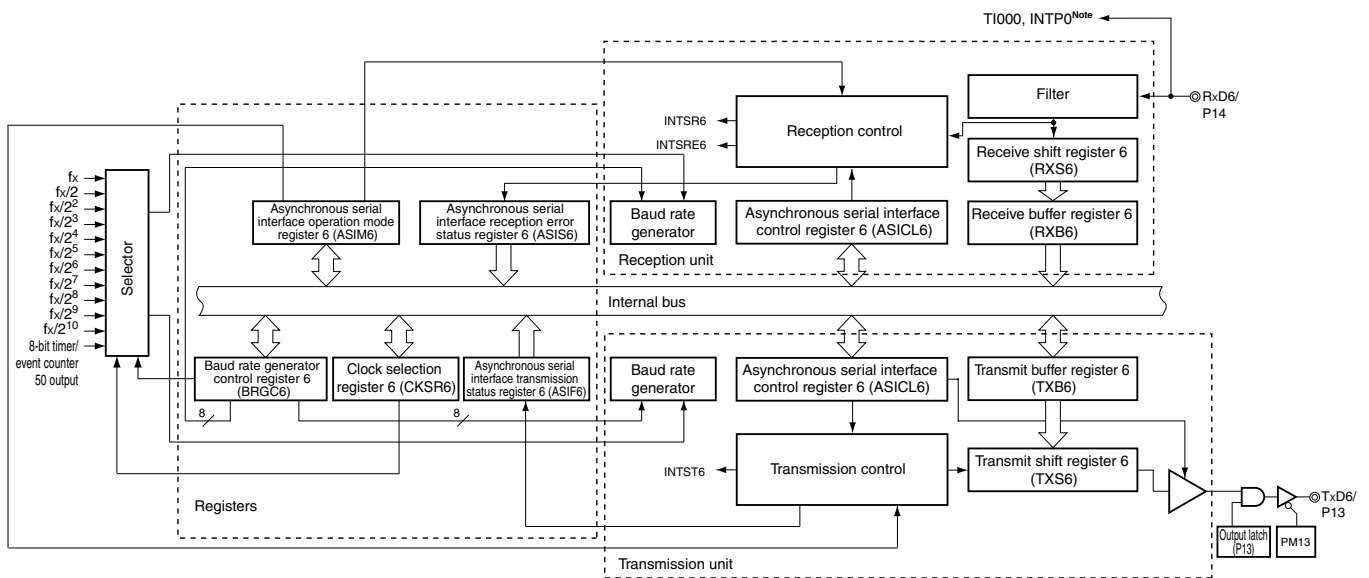 TI000, INTP0Note
Filter
RxD6/
P14
Reception control
INTSR6
INTSRE6
Receive shift register 6
(RXS6)
fX
fX/2
fX/2²
fX/2³
fX/2⁴
fX/2⁵
fX/2⁶
fX/2⁷
fX/2⁸
fX/2⁹
fX/2¹⁰
8-bit timer/
event counter
50 output
Selector
Asynchronous serial
interface operation mode
register 6 (ASIM6)
Asynchronous serial
interface reception error
status register 6 (ASIS6)
Baud rate
generator
Asynchronous serial interface
control register 6 (ASICL6)
Receive buffer register 6
(RXB6)
Reception unit
Internal bus
Baud rate generator
control register 6
(BRGC6)
Clock selection
register 6 (CKSR6)
Asynchronous serial
interface transmission
status register 6 (ASIF6)
Baud rate
generator
Asynchronous serial interface
control register 6 (ASICL6)
Transmit buffer register 6
(TXB6)
8
8
INTST6
Transmission control
Transmit shift register 6
(TXS6)
Registers
TxD6/
P13
Output latch
(P13)
PM13
Transmission unit